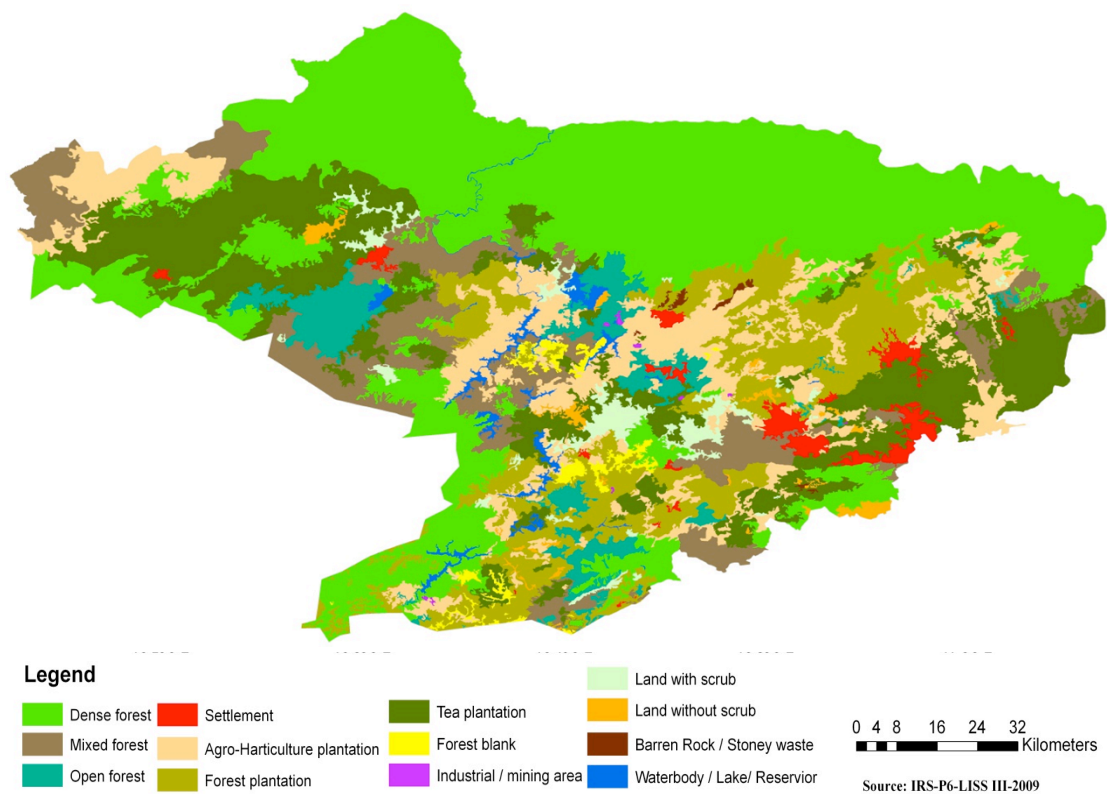 Legend
Dense forest
Mixed forest
Open forest
Settlement
Agro-Harticulture plantation
Forest plantation
Tea plantation
Forest blank
Industrial / mining area
Land with scrub
Land without scrub
Barren Rock / Stoney waste
Waterbody / Lake/ Reservior
0 4 8 16 24 32
Kilometers
Source: IRS-P6-LISS III-2009